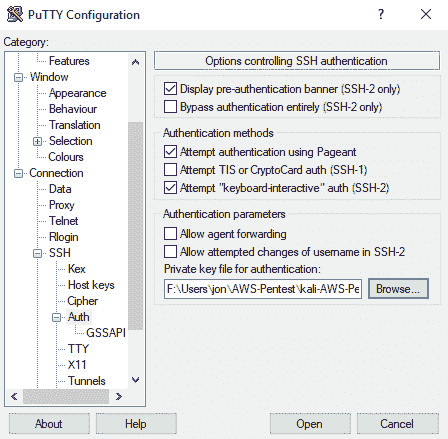 PuTTY Configuration
?
Category:
Features
Window
Appearance
Behaviour
Translation
Selection
Colours
Connection
Data
Proxy
Telnet
Rlogin
SSH
Kex
Host keys
Cipher
Auth
GSSAPI
TTY
X11
Tunnels
Options controlling SSH authentication
Display pre-authentication banner (SSH-2 only)
Bypass authentication entirely (SSH-2 only)
Authentication methods
Attempt authentication using Pageant
Attempt TIS or CryptoCard auth (SSH-1)
Attempt "keyboard-interactive" auth (SSH-2)
Authentication parameters
Allow agent forwarding
Allow attempted changes of username in SSH-2
Private key file for authentication:
F:\Users\jon\AWS-Pentest\kali-AWS-Pe
Browse...
About
Help
Open
Cancel